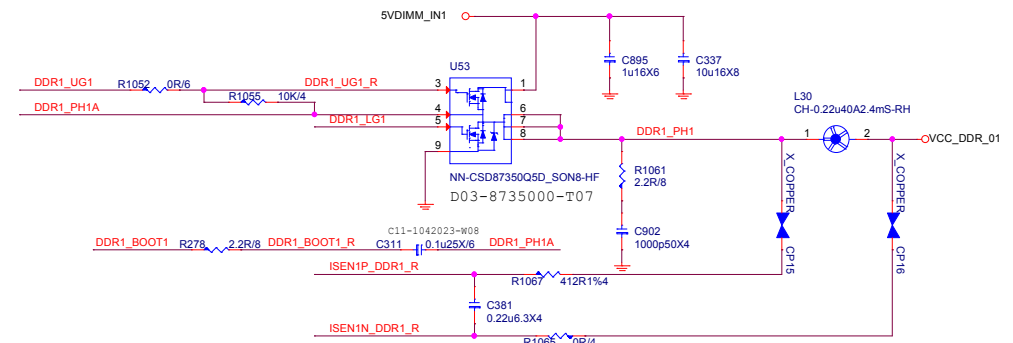 5VDIMM_IN1
C895
1u16X6
C337
10u16X8
U53
DDR1_UG1
R1052
0R/6
DDR1_UG1_R
3
1
R1055
10K/4
DDR1_PH1A
4
6
DDR1_LG1
5
7
8
9
DDR1_PH1
L30
CH-0.22u40A2.4mS-RH
1
2
VCC_DDR_01
NN-CSD87350Q5D_SON8-HF
D03-8735000-T07
R1061
2.2R/8
X_COPPER
X_COPPER
C11-1042023-W08
DDR1_BOOT1
R278
2.2R/8
DDR1_BOOT1_R
C311
0.1u25X/6
DDR1_PH1A
C902
1000p50X4
CP15
CP16
ISEN1P_DDR1_R
R1067
412R1%4
C381
0.22u6.3X4
ISEN1N_DDR1_R
R1065
0R/4